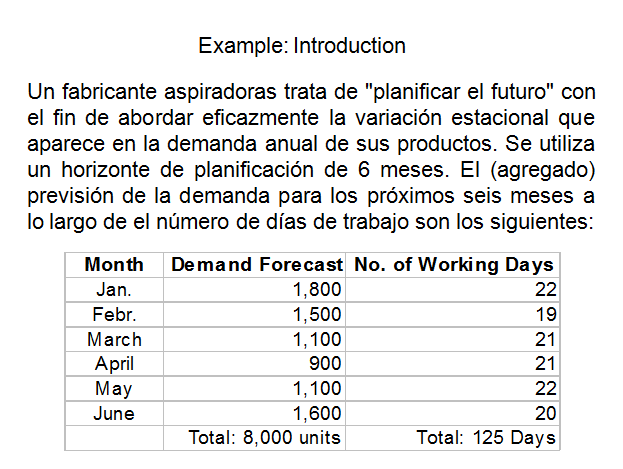 Example: Introduction
Un fabricante aspiradoras trata de "planificar el futuro" con
el fin de abordar eficazmente la variación estacional que
aparece en la demanda anual de sus productos. Se utiliza
un horizonte de planificación de 6 meses. El (agregado)
previsión de la demanda para los próximos seis meses a
lo largo de el número de días de trabajo son los siguientes:
Month Demand Forecast No. of Working Days
Jan. 1,800 22
Febr. 1,500 19
March 1,100 21
April 900 21
May 1,100 22
June 1,600 20
Total: 8,000 units Total: 125 Days